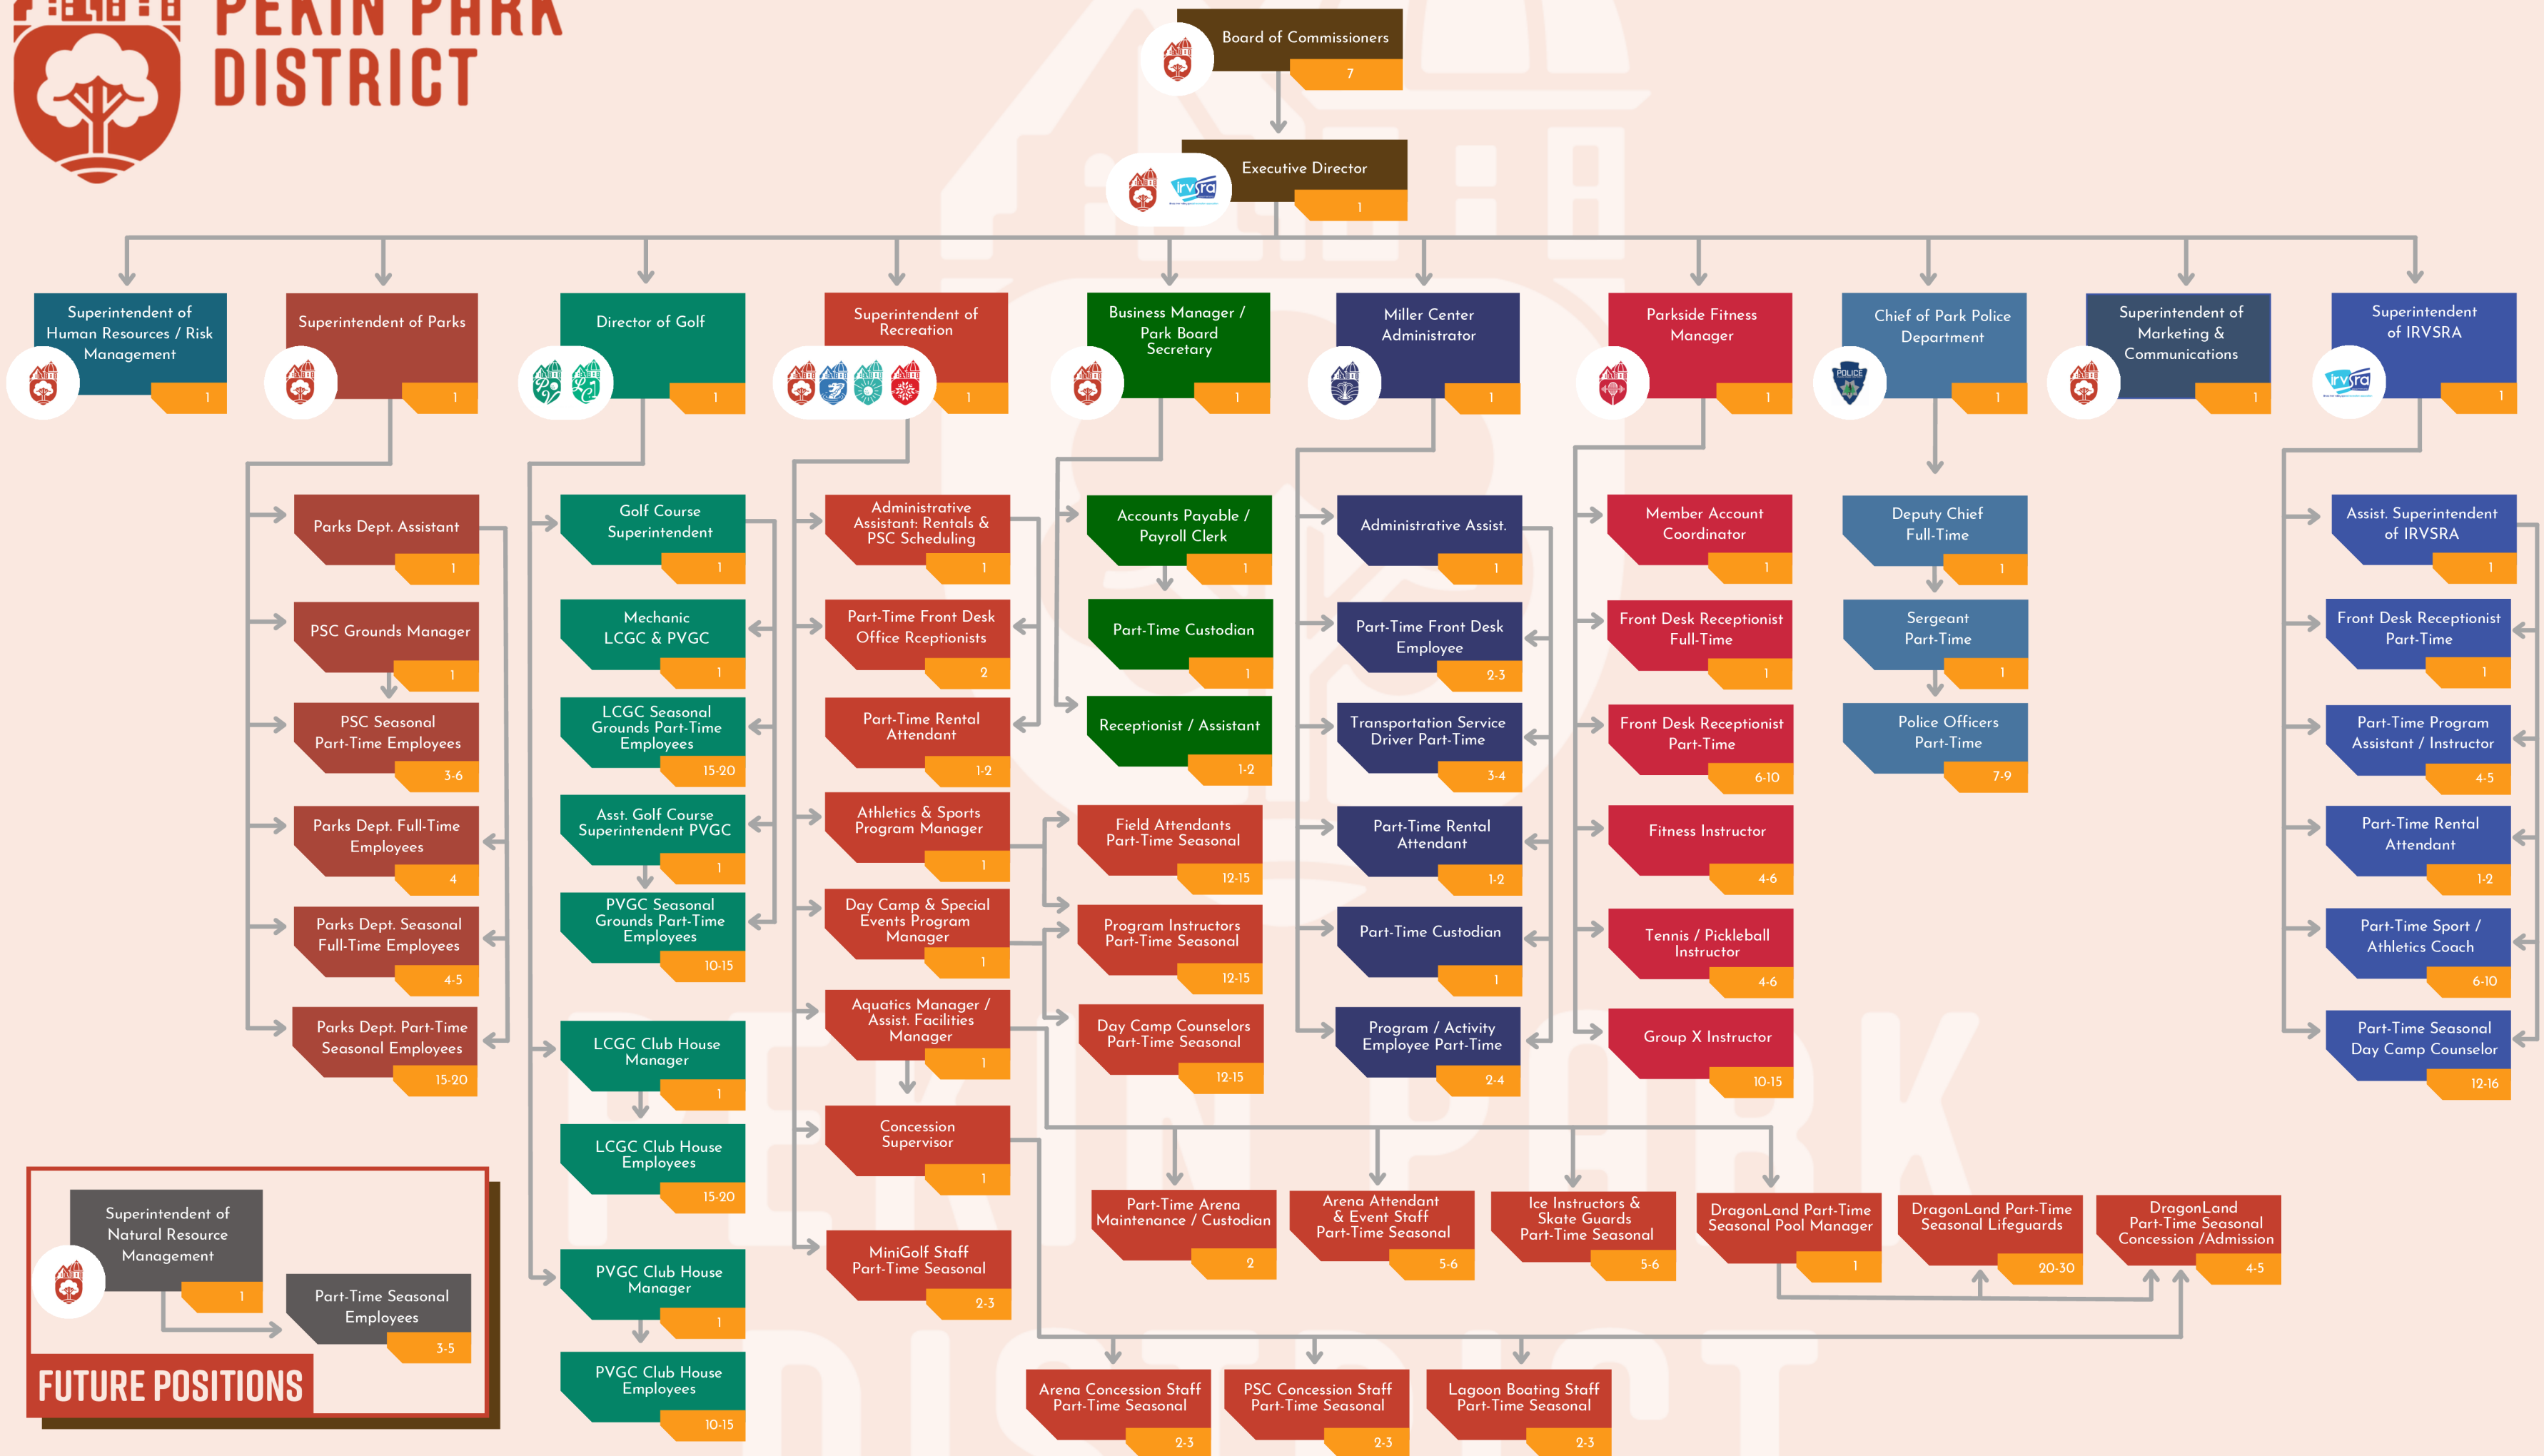 PEKIN PARK
DISTRICT
Board of Commissioners
7
Executive Director
1
Superintendent of
Human Resources / Risk
Management
1
Superintendent of Parks
1
Director of Golf
1
Superintendent of
Recreation
1
Business Manager /
Park Board
Secretary
1
Miller Center
Administrator
1
Parkside Fitness
Manager
1
Chief of Park Police
Department
POLICE
1
Superintendent of
Marketing &
Communications
1
Superintendent
of IRVSRA
irvsra
1
Parks Dept. Assistant
1
PSC Grounds Manager
1
PSC Seasonal
Part-Time Employees
3-6
Parks Dept. Full-Time
Employees
4
Parks Dept. Seasonal
Full-Time Employees
4-5
Parks Dept. Part-Time
Seasonal Employees
15-20
Golf Course
Superintendent
1
Mechanic
LCGC & PVGC
1
LCGC Seasonal
Grounds Part-Time
Employees
15-20
Asst. Golf Course
Superintendent PVGC
1
PVGC Seasonal
Grounds Part-Time
Employees
10-15
LCGC Club House
Manager
1
LCGC Club House
Employees
15-20
PVGC Club House
Manager
1
PVGC Club House
Employees
10-15
Administrative
Assistant: Rentals &
PSC Scheduling
1
Part-Time Front Desk
Office Rceptionists
2
Part-Time Rental
Attendant
1-2
Athletics & Sports
Program Manager
1
Day Camp & Special
Events Program
Manager
1
Aquatics Manager /
Assist. Facilities
Manager
1
Concession
Supervisor
1
MiniGolf Staff
Part-Time Seasonal
2-3
Accounts Payable /
Payroll Clerk
1
Part-Time Custodian
1
Receptionist / Assistant
1-2
Field Attendants
Part-Time Seasonal
12-15
Program Instructors
Part-Time Seasonal
12-15
Day Camp Counselors
Part-Time Seasonal
12-15
Administrative Assist.
1
Part-Time Front Desk
Employee
2-3
Transportation Service
Driver Part-Time
3-4
Part-Time Rental
Attendant
1-2
Part-Time Custodian
1
Program / Activity
Employee Part-Time
2-4
Member Account
Coordinator
1
Front Desk Receptionist
Full-Time
1
Front Desk Receptionist
Part-Time
6-10
Fitness Instructor
4-6
Tennis / Pickleball
Instructor
4-6
Group X Instructor
10-15
Deputy Chief
Full-Time
1
Sergeant
Part-Time
1
Police Officers
Part-Time
7-9
Assist. Superintendent
of IRVSRA
1
Front Desk Receptionist
Part-Time
1
Part-Time Program
Assistant / Instructor
4-5
Part-Time Rental
Attendant
1-2
Part-Time Sport /
Athletics Coach
6-10
Part-Time Seasonal
Day Camp Counselor
12-16
Part-Time Arena
Maintenance / Custodian
2
Arena Attendant
& Event Staff
Part-Time Seasonal
5-6
Ice Instructors &
Skate Guards
Part-Time Seasonal
5-6
DragonLand Part-Time
Seasonal Pool Manager
1
DragonLand Part-Time
Seasonal Lifeguards
20-30
DragonLand
Part-Time Seasonal
Concession /Admission
4-5
Arena Concession Staff
Part-Time Seasonal
2-3
PSC Concession Staff
Part-Time Seasonal
2-3
Lagoon Boating Staff
Part-Time Seasonal
2-3
Superintendent of
Natural Resource
Management
1
Part-Time Seasonal
Employees
3-5
FUTURE POSITIONS
PEKIN PARK
DISTRICT